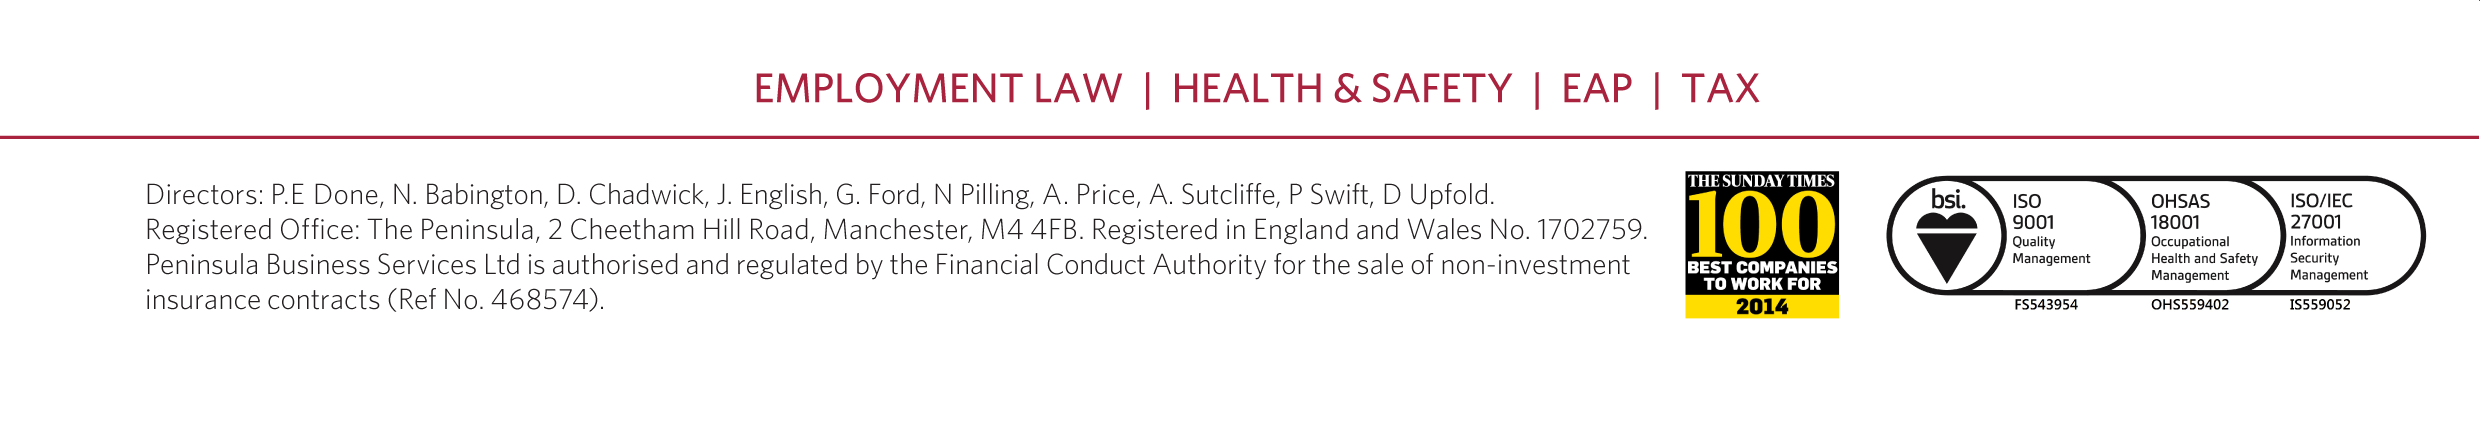 EMPLOYMENT LAW | HEALTH & SAFETY | EAP | TAX
Directors: P.E Done, N. Babington, D. Chadwick, J. English, G. Ford, N Pilling, A. Price, A. Sutcliffe, P Swift, D Upfold.
Registered Office: The Peninsula, 2 Cheetham Hill Road, Manchester, M4 4FB. Registered in England and Wales No. 1702759.
Peninsula Business Services Ltd is authorised and regulated by the Financial Conduct Authority for the sale of non-investment
insurance contracts (Ref No. 468574).
THE SUNDAY TIMES
100
BEST COMPANIES
TO WORK FOR
2014
bsi.
ISO
9001
Quality
Management
FS543954
OHSAS
18001
Occupational
Health and Safety
Management
OHS559402
ISO/IEC
27001
Information
Security
Management
IS559052